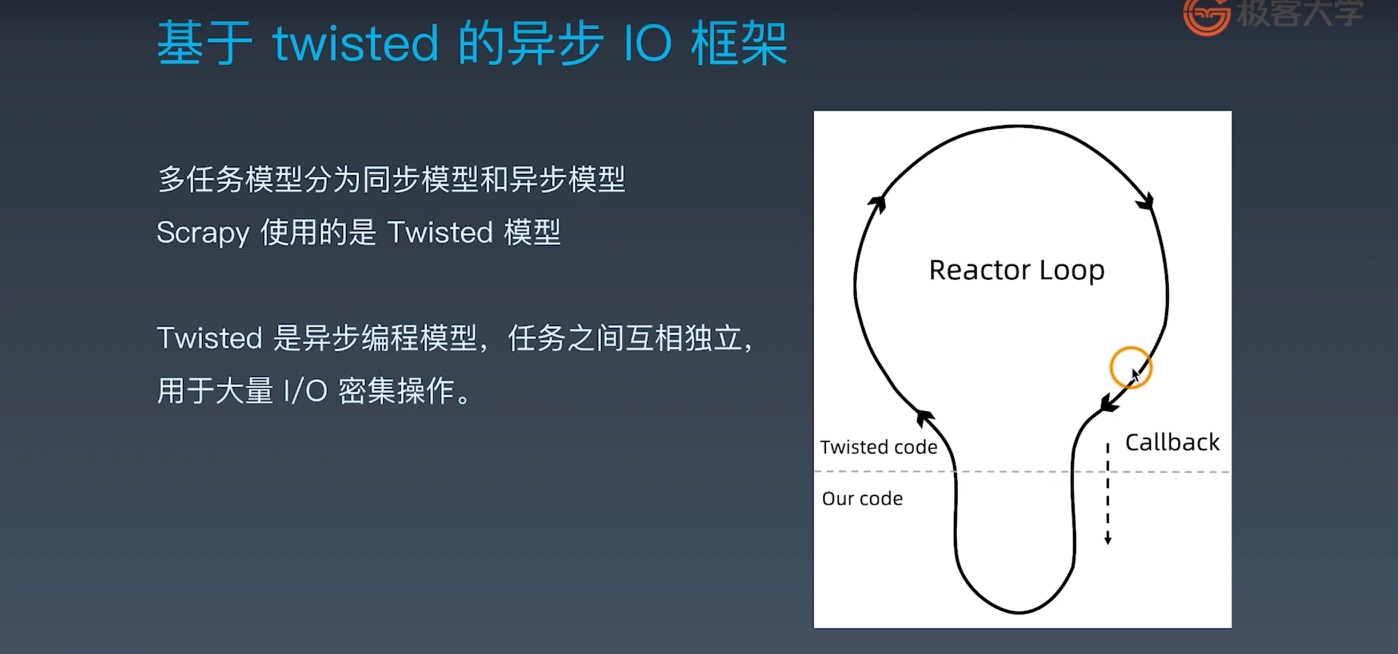 极客大学
基于 twisted 的异步 IO 框架
多任务模型分为同步模型和异步模型
Scrapy 使用的是 Twisted 模型
Twisted 是异步编程模型，任务之间互相独立，
用于大量 I/O 密集操作。
Reactor Loop
Twisted code
Callback
Our code